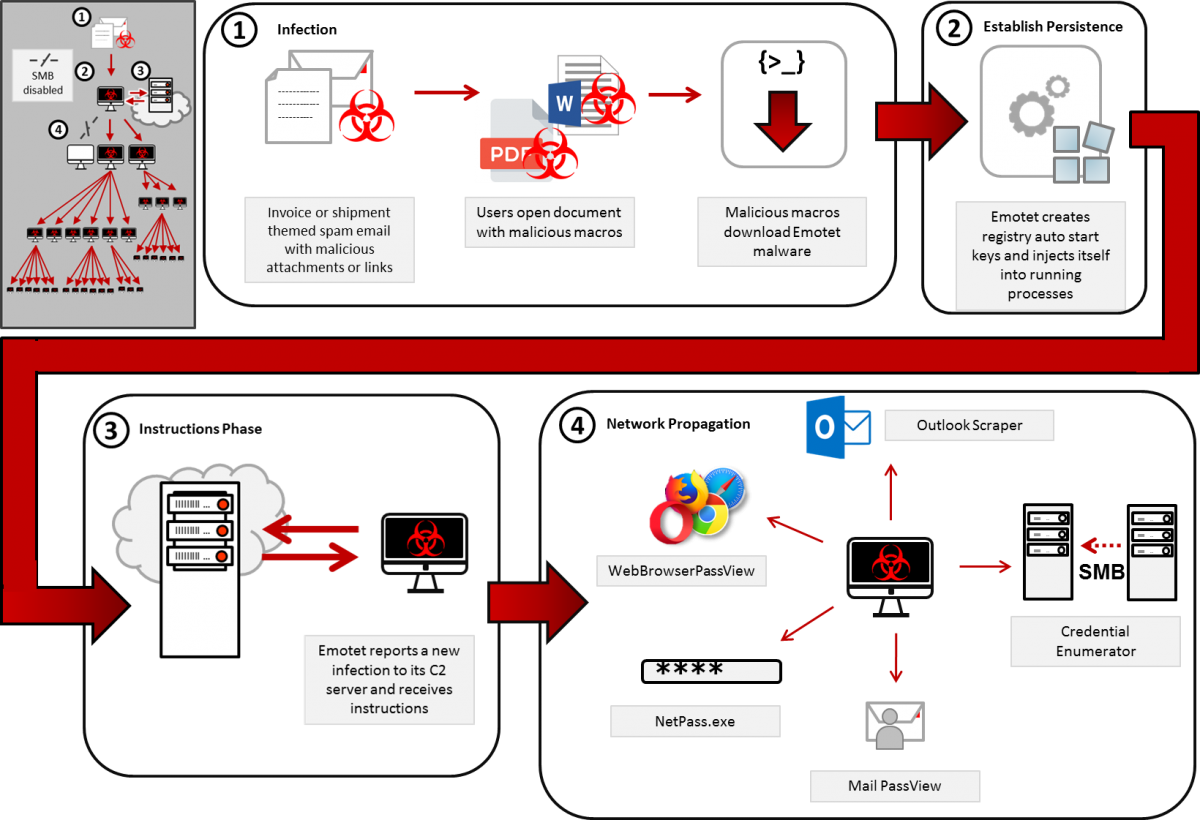 1
-/-
SMB
disabled
2
3
4
1
Infection
{>_}
W
PDF
Invoice or shipment
themed spam email
with malicious
attachments or links
Users open document
with malicious macros
Malicious macros
download Emotet
malware
2
Establish Persistence
Emotet creates
registry auto start
keys and injects itself
into running
processes
3
Instructions Phase
...
...
...
Emotet reports a new
infection to its C2
server and receives
instructions
4
Network Propagation
O
Outlook Scraper
WebBrowserPassView
SMB
Credential
Enumerator
****
NetPass.exe
Mail PassView